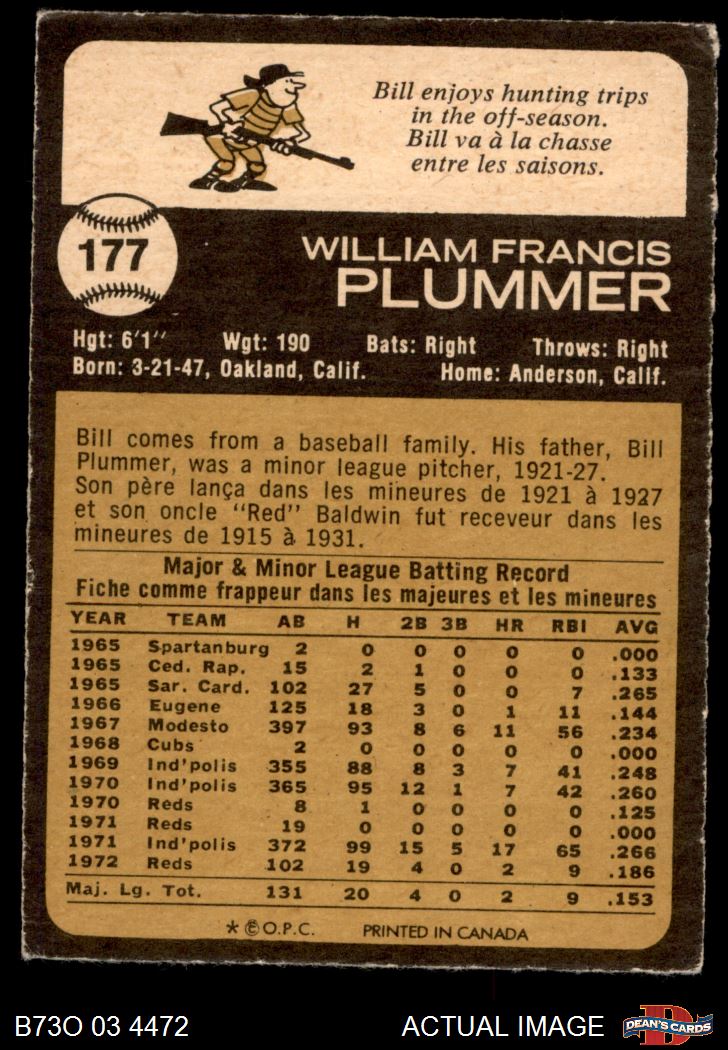 Bill enjoys hunting trips
in the off-season.
Bill va à la chasse
entre les saisons.
177
WILLIAM FRANCIS
PLUMMER
Hgt: 6'1" Wgt: 190 Bats: Right Throws: Right
Born: 3-21-47, Oakland, Calif. Home: Anderson, Calif.
Bill comes from a baseball family. His father, Bill
Plummer, was a minor league pitcher, 1921-27.
Son père lança dans les mineures de 1921 à 1927
et son oncle "Red" Baldwin fut receveur dans les
mineures de 1915 à 1931.
Major & Minor League Batting Record
Fiche comme frappeur dans les majeures et les mineures
YEAR TEAM AB H 2B 3B HR RBI AVG
1965 Spartanburg 2 0 0 0 0 0 .000
1965 Ced. Rap. 15 2 1 0 0 0 .133
1965 Sar. Card. 102 27 5 0 0 7 .265
1966 Eugene 125 18 3 0 1 11 .144
1967 Modesto 397 93 8 6 11 56 .234
1968 Cubs 2 0 0 0 0 0 .000
1969 Ind'polis 355 88 8 3 7 41 .248
1970 Ind'polis 365 95 12 1 7 42 .260
1970 Reds 8 1 0 0 0 0 .125
1971 Reds 19 0 0 0 0 0 .000
1971 Ind'polis 372 99 15 5 17 65 .266
1972 Reds 102 19 4 0 2 9 .186
Maj. Lg. Tot. 131 20 4 0 2 9 .153
* © O.P.C. PRINTED IN CANADA
B73O 03 4472 ACTUAL IMAGE D DEAN'S CARDS